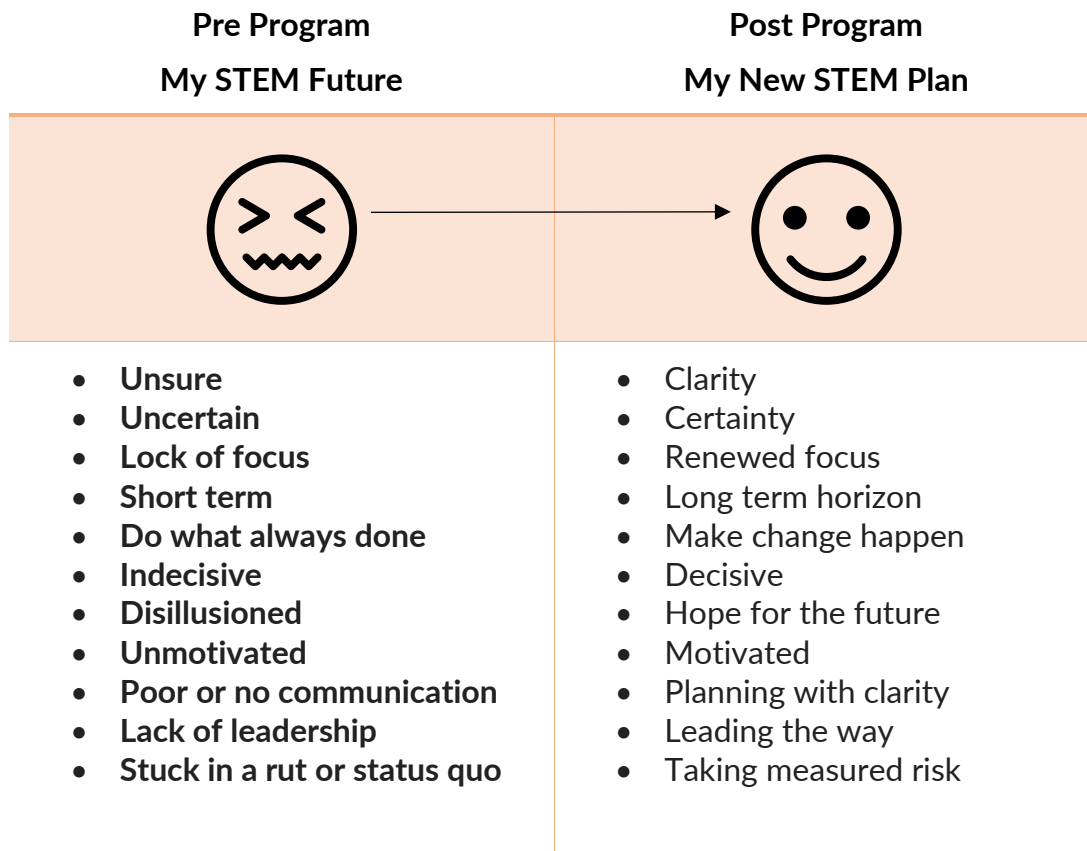 Pre Program
My STEM Future
Post Program
My New STEM Plan
• Unsure
• Uncertain
• Lock of focus
• Short term
• Do what always done
• Indecisive
• Disillusioned
• Unmotivated
• Poor or no communication
• Lack of leadership
• Stuck in a rut or status quo
• Clarity
• Certainty
• Renewed focus
• Long term horizon
• Make change happen
• Decisive
• Hope for the future
• Motivated
• Planning with clarity
• Leading the way
• Taking measured risk